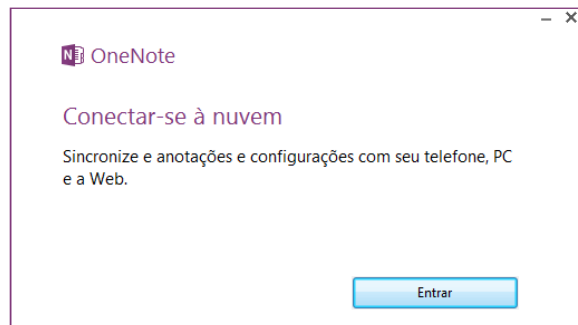 OneNote
Conectar-se à nuvem
Sincronize e anotações e configurações com seu telefone, PC
e a Web.
Entrar